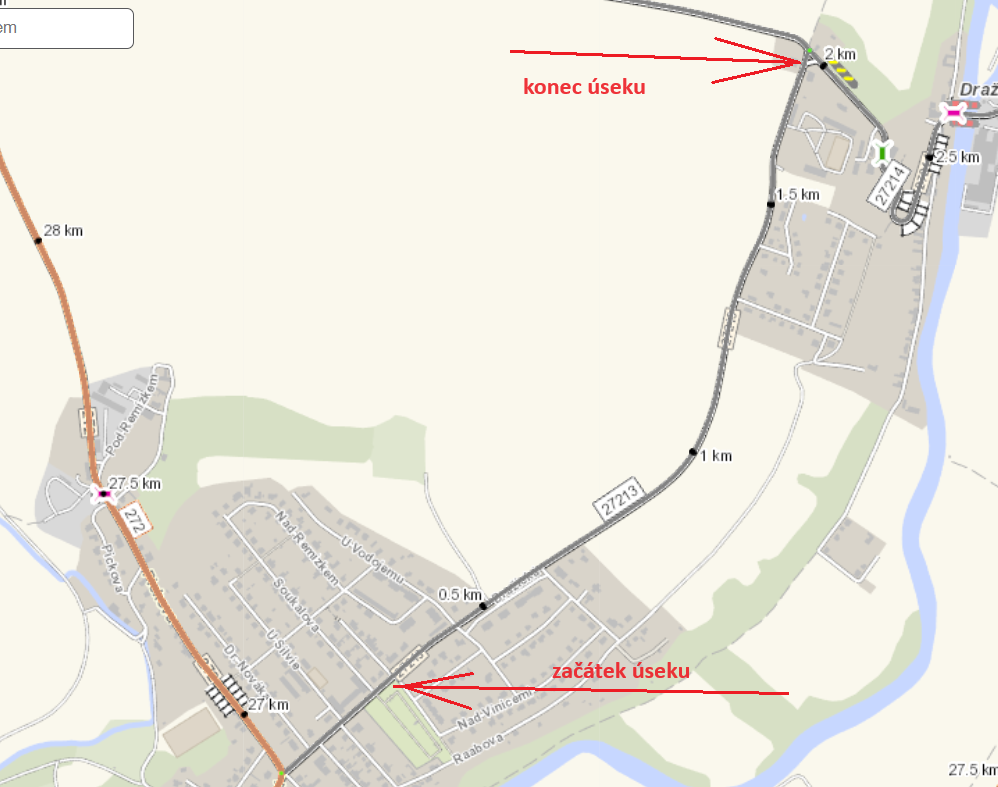 em
2 km
konec úseku
Draž
2.5 km
27214
1.5 km
28 km
Pod Remízkem
1 km
27.5 km
27213
272
Nad Remízkem
U Vodojemu
Pickova
0.5 km
Soukalova
U Silvie
začátek úseku
Dr. Nováka
27 km
Nad Vinicemi
Raabova
27.5 km